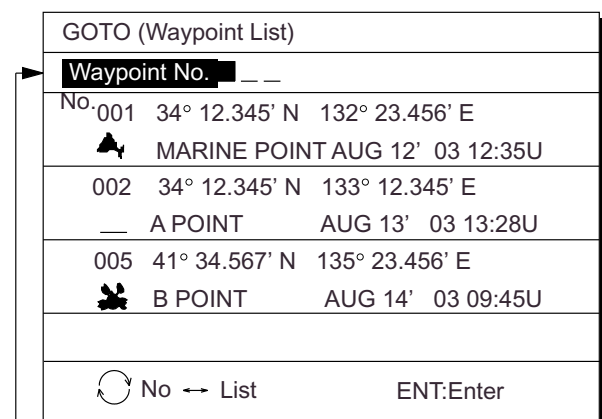 GOTO (Waypoint List)
Waypoint No. _ _
No.
001 34° 12.345’ N 132° 23.456’ E
MARINE POINT AUG 12’ 03 12:35U
002 34° 12.345’ N 133° 12.345’ E
__ A POINT AUG 13’ 03 13:28U
005 41° 34.567’ N 135° 23.456’ E
B POINT AUG 14’ 03 09:45U
No ↔ List ENT:Enter